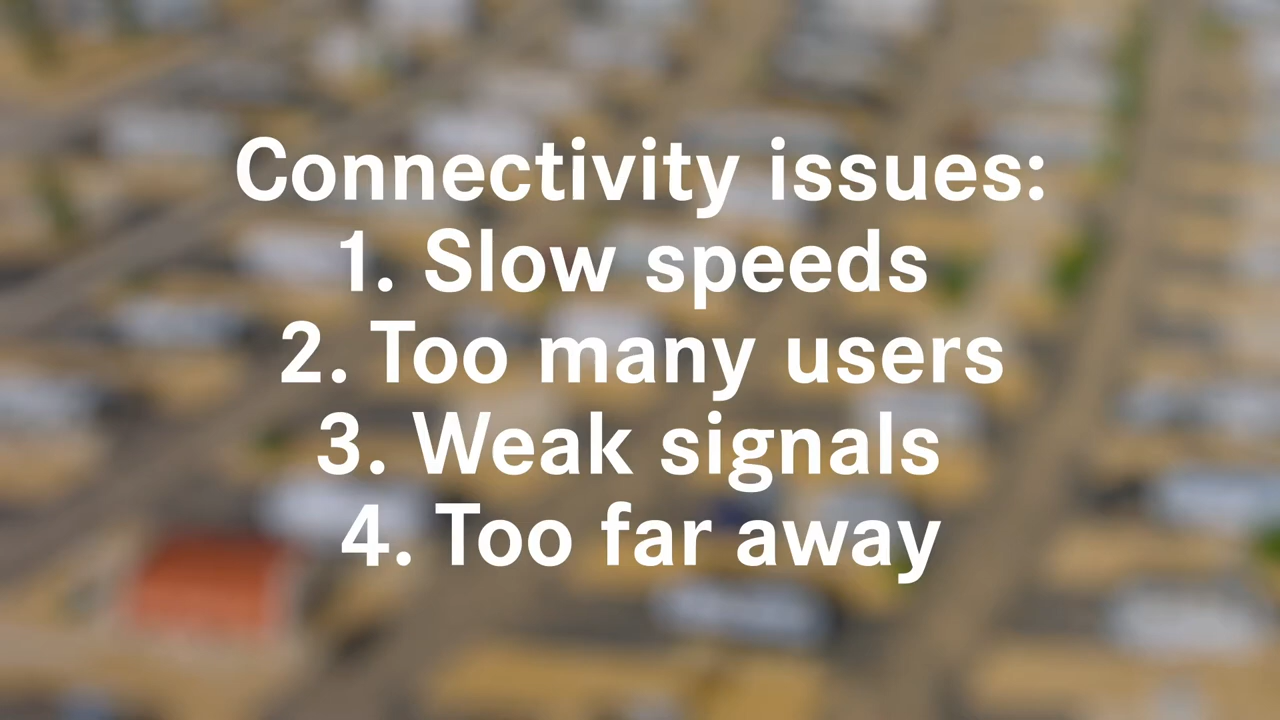 Connectivity issues:
1. Slow speeds
2. Too many users
3. Weak signals
4. Too far away